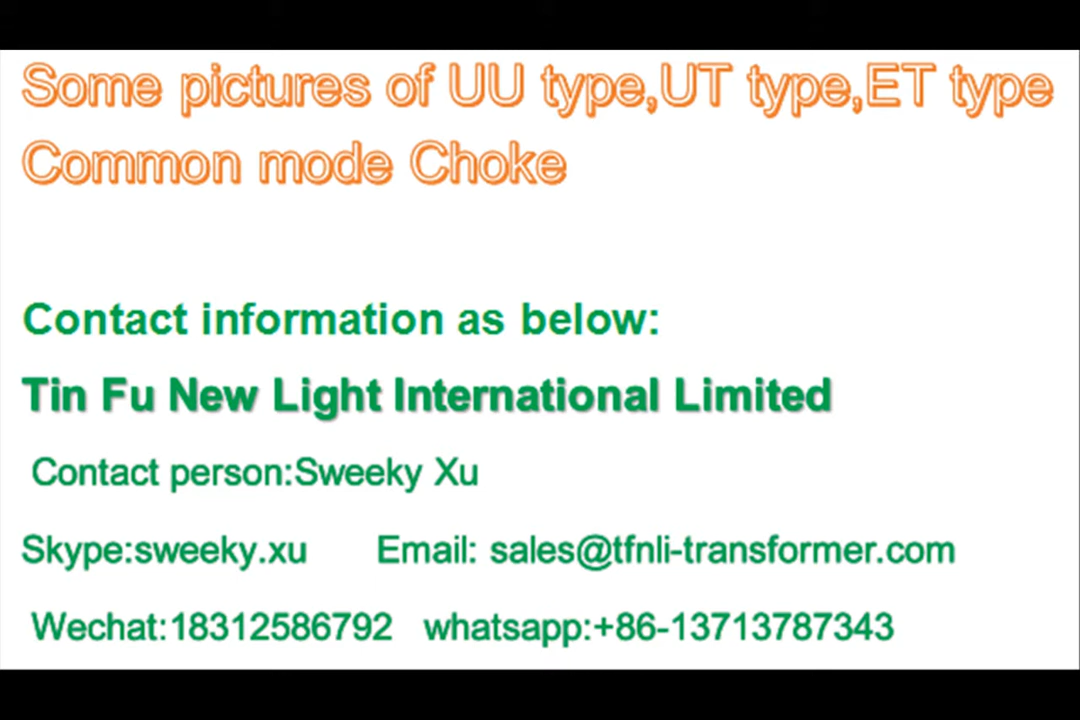 Some pictures of UU type,UT type,ET type
Common mode Choke
Contact information as below:
Tin Fu New Light International Limited
Contact person:Sweeky Xu
Skype:sweeky.xu Email: sales@tfnli-transformer.com
Wechat:18312586792 whatsapp:+86-13713787343